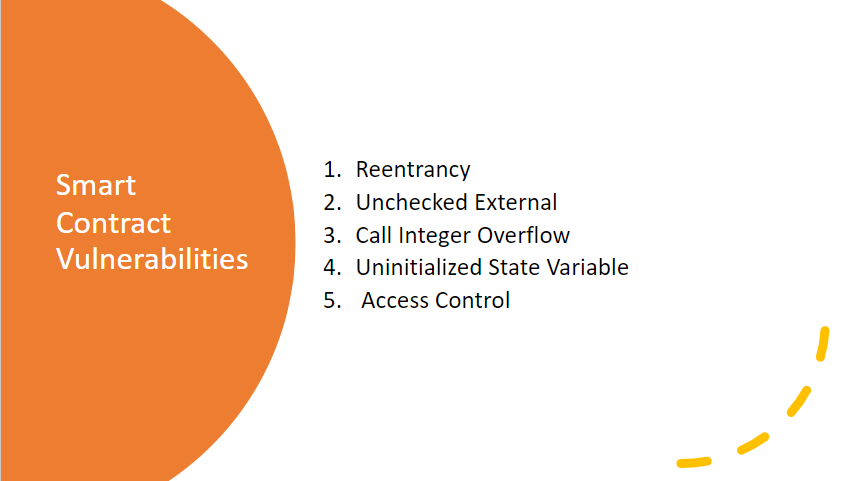 Smart
Contract
Vulnerabilities
1. Reentrancy
2. Unchecked External
3. Call Integer Overflow
4. Uninitialized State Variable
5. Access Control